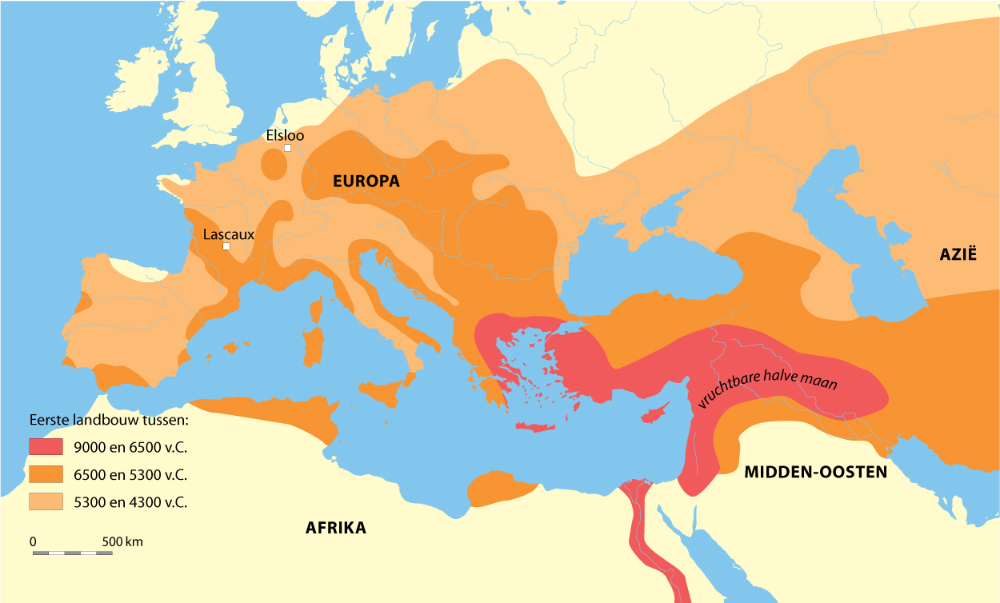 Elsloo
EUROPA
Lascaux
AZIË
vruchtbare halve maan
Eerste landbouw tussen:
9000 en 6500 v.C.
6500 en 5300 v.C.
5300 en 4300 v.C.
MIDDEN-OOSTEN
AFRIKA
0 500 km